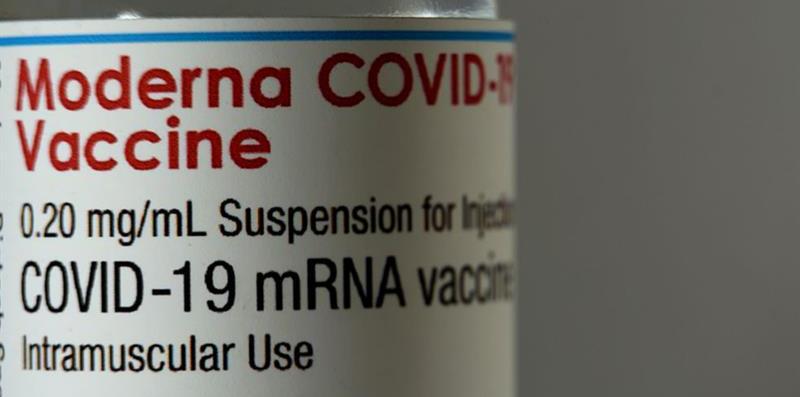 Moderna COVID-19
Vaccine
0.20 mg/mL Suspension for Injection
COVID-19 mRNA vaccine
Intramuscular Use